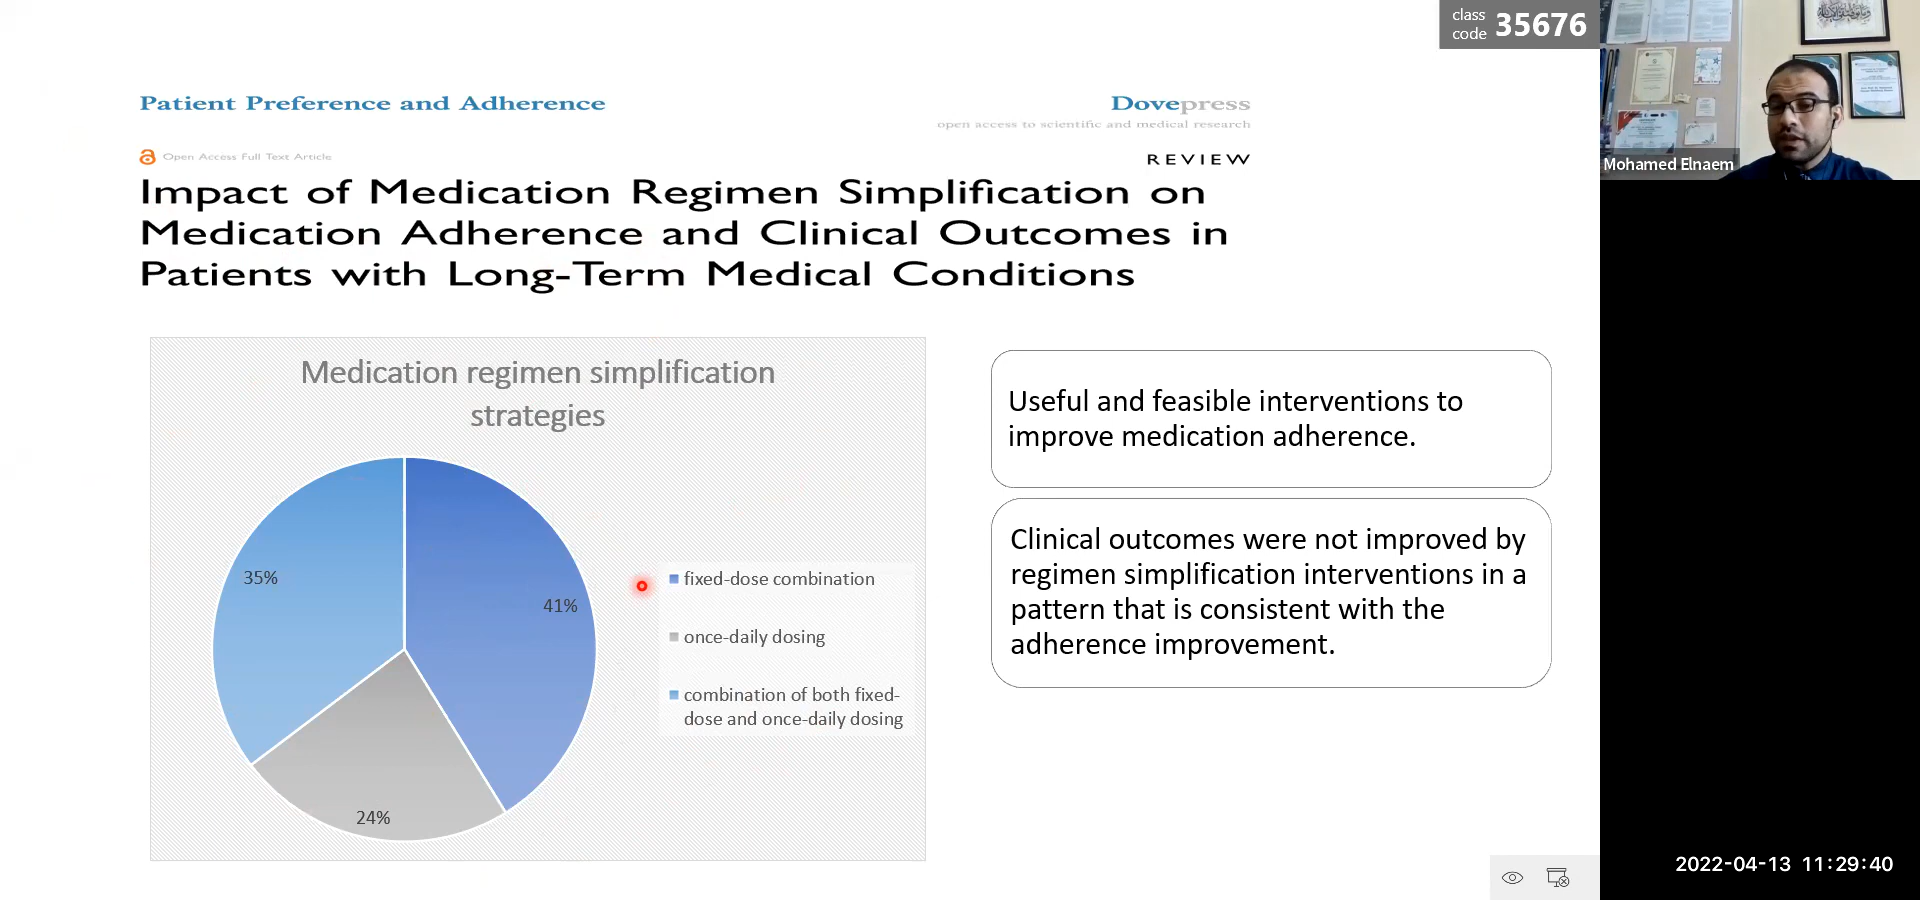 class
code 35676
Patient Preference and Adherence
Dovepress
open access to scientific and medical research
Open Access Full Text Article
REVIEW
Impact of Medication Regimen Simplification on
Medication Adherence and Clinical Outcomes in
Patients with Long-Term Medical Conditions
Medication regimen simplification
strategies
35%
41%
24%
fixed-dose combination
once-daily dosing
combination of both fixed-
dose and once-daily dosing
Useful and feasible interventions to
improve medication adherence.
Clinical outcomes were not improved by
regimen simplification interventions in a
pattern that is consistent with the
adherence improvement.
Mohamed Elnaem
2022-04-13 11:29:40